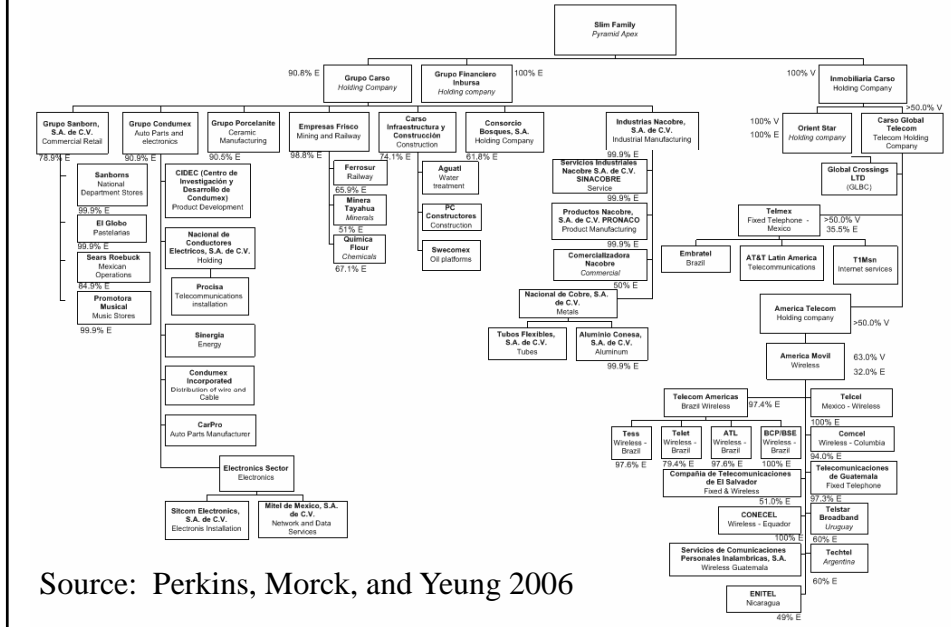 Slim Family
Pyramid Apex
90.8% E
Grupo Carso
Holding Company
Grupo Financiero
Inbursa
Holding company
100% E
100% V
Inmobiliaria Carso
Holding Company
Grupo Sanborn,
S.A. de C.V.
Commercial Retail
78.9% E
Grupo Condumex
Auto Parts and
electronics
90.9% E
Grupo Porcelanite
Ceramic
Manufacturing
90.5% E
Empresas Frisco
Mining and Railway
98.8% E
Carso
Infraestructura y
Construcción
Construction
74.1% E
Consorcio
Bosques, S.A.
Holding Company
61.8% E
Industrias Nacobre,
S.A. de C.V.
Industrial Manufacturing
99.9% E
100% V
100% E
Orient Star
Holding company
>50.0% V
Carso Global
Telecom
Telecom Holding
Company
Sanborns
National
Department Stores
99.9% E
El Globo
Pastelarias
99.9% E
Sears Roebuck
Mexican
Operations
84.9% E
Promotora
Musical
Music Stores
99.9% E
CIDEC (Centro de
Investigación y
Desarrollo de
Condumex)
Product Development
Nacional de
Conductores
Electricos, S.A. de C.V.
Holding
Procisa
Telecommunications
installation
Sinergia
Energy
Condumex
Incorporated
Distribution of wire and
Cable
CarPro
Auto Parts Manufacturer
Electronics Sector
Electronics
Sitcom Electronics,
S.A. de C.V.
Electronis Installation
Mitel de Mexico, S.A.
de C.V.
Network and Data
Services
Ferrosur
Railway
65.9% E
Minera
Tayahua
Minerals
51% E
Quimica
Flour
Chemicals
67.1% E
Aguatl
Water
treatment
PC
Constructores
Construction
Swecomex
Oil platforms
Servicios Industriales
Nacobre S.A. de C.V.
SINACOBRE
Service
99.9% E
Productos Nacobre,
S.A. de C.V. PRONACO
Product Manufacturing
99.9% E
Comercializadora
Nacobre
Commercial
50% E
Nacional de Cobre, S.A.
de C.V.
Metals
Tubos Flexibles,
S.A. de C.V.
Tubes
Aluminio Conesa,
S.A. de C.V.
Aluminum
99.9% E
Global Crossings
LTD
(GLBC)
Telmex
Fixed Telephone -
Mexico
>50.0% V
35.5% E
Embratel
Brazil
AT&T Latin America
Telecommunications
T1Msn
Internet services
America Telecom
Holding company
>50.0% V
America Movil
Wireless
63.0% V
32.0% E
Telecom Americas
Brazil Wireless
97.4% E
Telcel
Mexico - Wireless
100% E
Tess
Wireless -
Brazil
97.6% E
Telet
Wireless -
Brazil
79.4% E
ATL
Wireless -
Brazil
97.6% E
BCP/BSE
Wireless -
Brazil
100% E
Comcel
Wireless - Columbia
94.0% E
Compañia de Telecomunicaciones
de El Salvador
Fixed & Wireless
51.0% E
Telecomunicaciones
de Guatemala
Fixed Telephone
97.3% E
CONECEL
Wireless - Equador
100% E
Telstar
Broadband
Uruguay
60% E
Servicios de Comunicaciones
Personales Inalambricas, S.A.
Wireless Guatemala
Techtel
Argentina
60% E
ENITEL
Nicaragua
49% E
Source: Perkins, Morck, and Yeung 2006